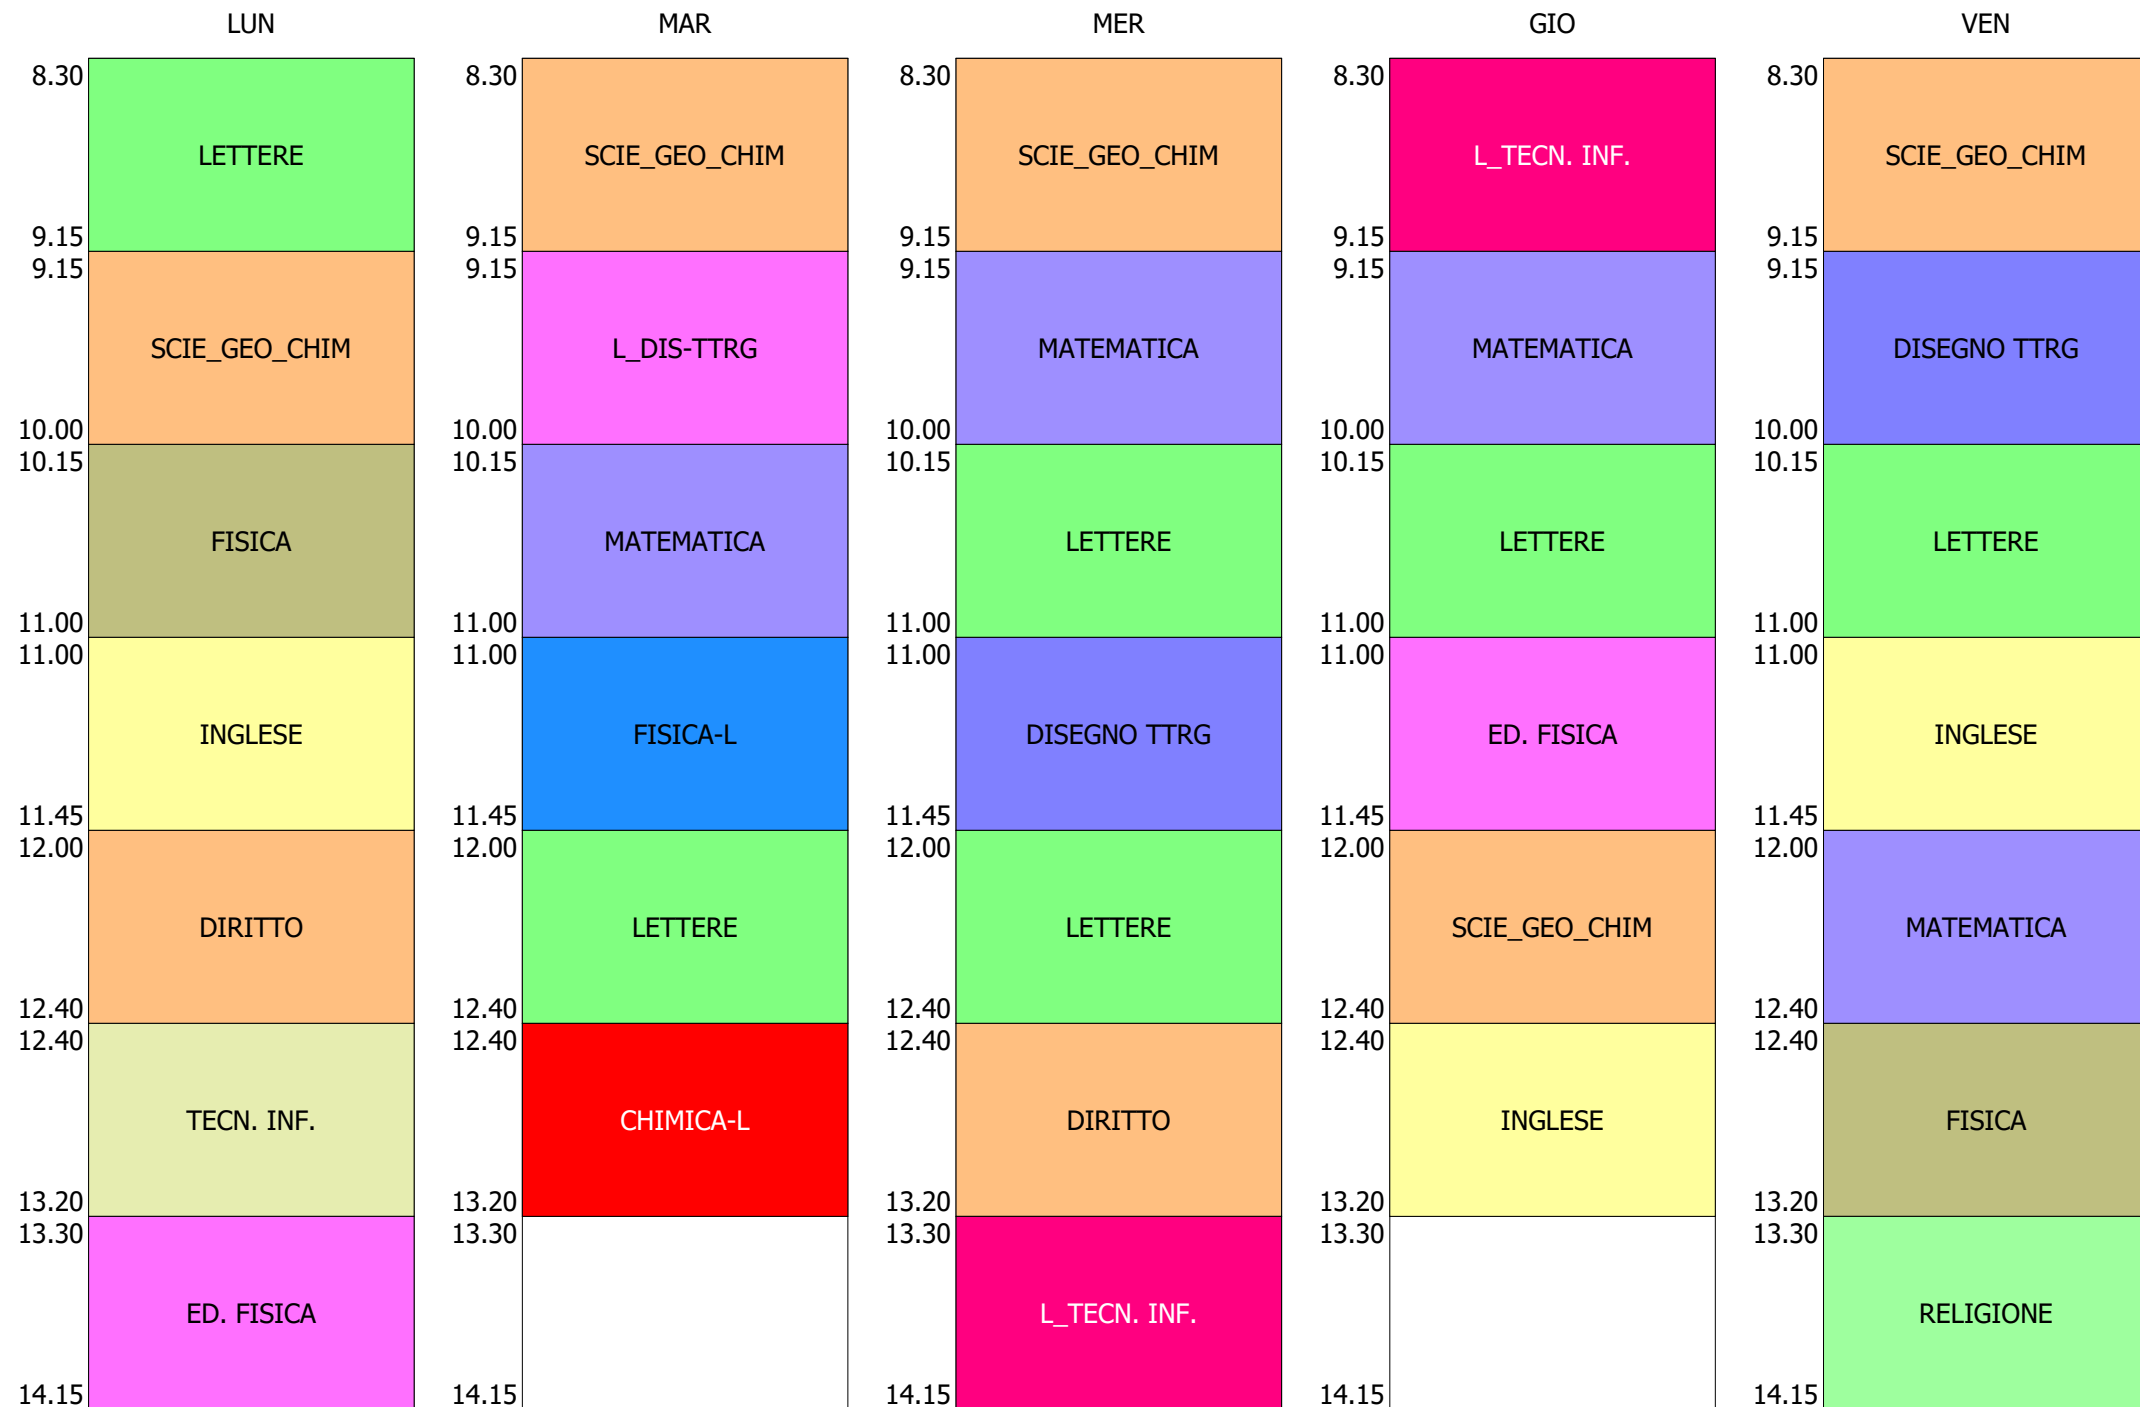 LUN MAR MER GIO VEN
8.30 8.30 8.30 8.30 8.30
LETTERE SCIE_GEO_CHIM SCIE_GEO_CHIM L_TECN. INF. SCIE_GEO_CHIM
9.15 9.15 9.15 9.15 9.15
9.15 9.15 9.15 9.15 9.15
SCIE_GEO_CHIM L_DIS-TTRG MATEMATICA MATEMATICA DISEGNO TTRG
10.00 10.00 10.00 10.00 10.00
10.15 10.15 10.15 10.15 10.15
FISICA MATEMATICA LETTERE LETTERE LETTERE
11.00 11.00 11.00 11.00 11.00
11.00 11.00 11.00 11.00 11.00
INGLESE FISICA-L DISEGNO TTRG ED. FISICA INGLESE
11.45 11.45 11.45 11.45 11.45
12.00 12.00 12.00 12.00 12.00
DIRITTO LETTERE LETTERE SCIE_GEO_CHIM MATEMATICA
12.40 12.40 12.40 12.40 12.40
12.40 12.40 12.40 12.40 12.40
TECN. INF. CHIMICA-L DIRITTO INGLESE FISICA
13.20 13.20 13.20 13.20 13.20
13.30 13.30 13.30 13.30 13.30
ED. FISICA L_TECN. INF. RELIGIONE
14.15 14.15 14.15 14.15 14.15